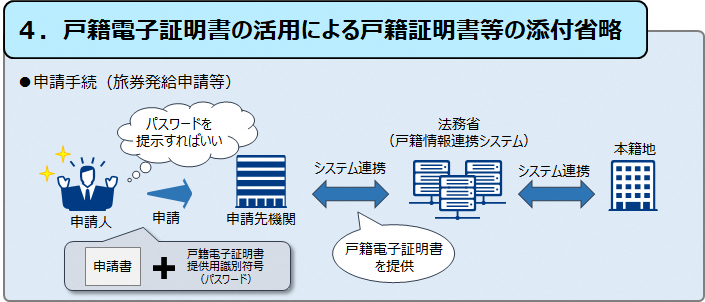 ４．戸籍電子証明書の活用による戸籍証明書等の添付省略
●申請手続（旅券発給申請等）
パスワードを
提示すればいい
法務省
（戸籍情報連携システム）
本籍地
システム連携
システム連携
申請人
申請
申請先機関
戸籍電子証明書
を提供
申請書
戸籍電子証明書
提供用識別符号
（パスワード）